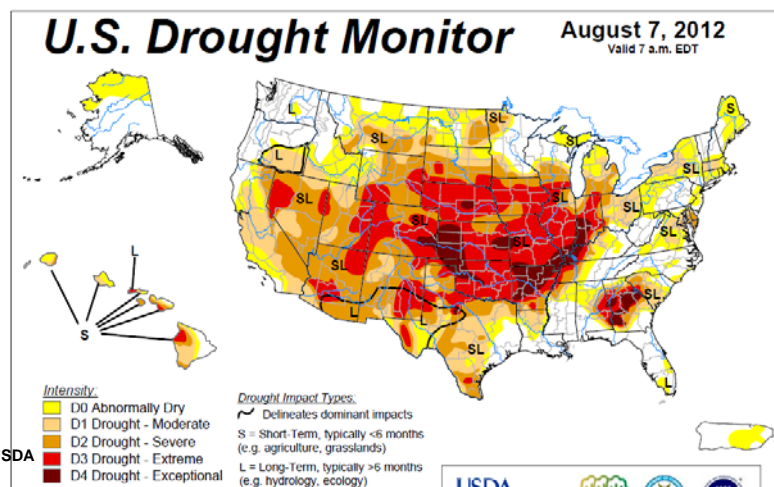 U.S. Drought Monitor
August 7, 2012
Valid 7 a.m. EDT
L
S
L
SL
SL
SL
SL
SL
SL
SL
SL
SL
SL
SL
SL
SL
L
L
L
L
S
Intensity:
D0 Abnormally Dry
D1 Drought - Moderate
D2 Drought - Severe
D3 Drought - Extreme
D4 Drought - Exceptional
SDA
Drought Impact Types:
Delineates dominant impacts
S = Short-Term, typically <6 months
(e.g. agriculture, grasslands)
L = Long-Term, typically >6 months
(e.g. hydrology, ecology)
USDA